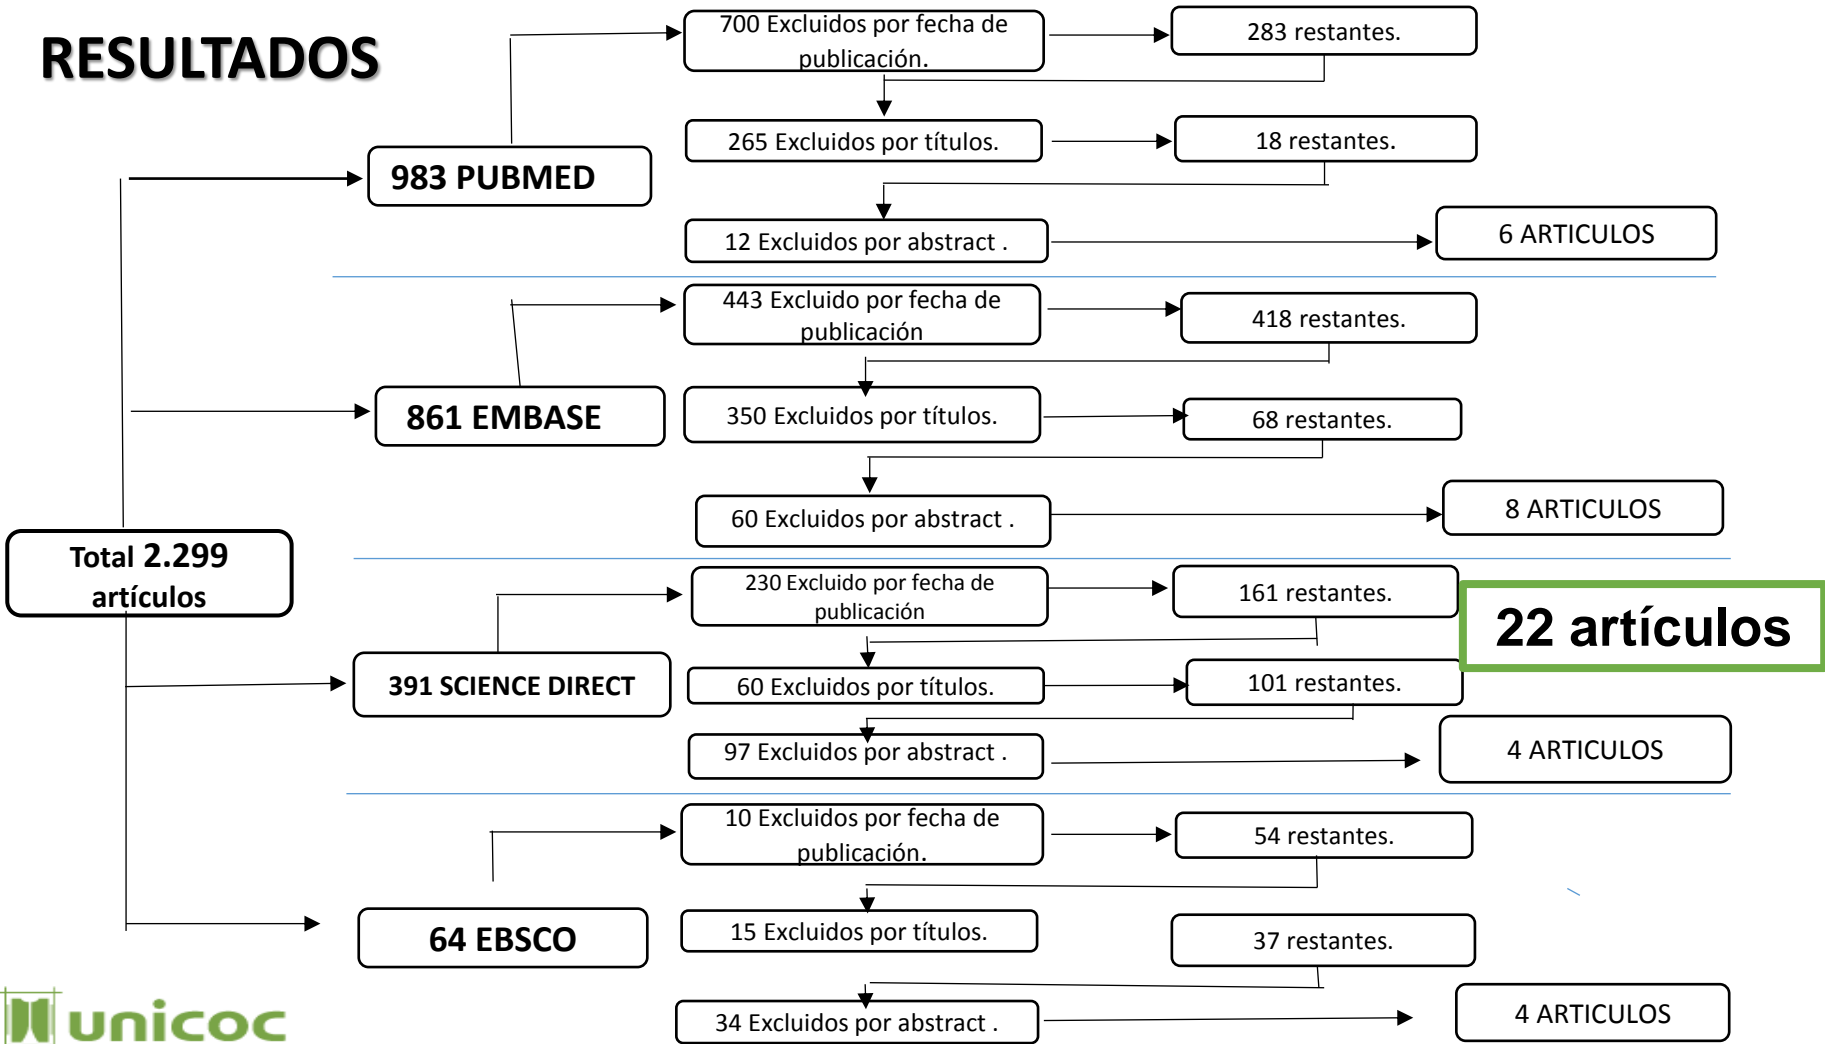 RESULTADOS
700 Excluidos por fecha de
publicación.
283 restantes.
265 Excluidos por títulos.
18 restantes.
983 PUBMED
12 Excluidos por abstract .
6 ARTICULOS
443 Excluido por fecha de
publicación
418 restantes.
861 EMBASE
350 Excluidos por títulos.
68 restantes.
60 Excluidos por abstract .
8 ARTICULOS
Total 2.299
artículos
230 Excluido por fecha de
publicación
161 restantes.
22 artículos
391 SCIENCE DIRECT
60 Excluidos por títulos.
101 restantes.
97 Excluidos por abstract .
4 ARTICULOS
10 Excluidos por fecha de
publicación.
54 restantes.
64 EBSCO
15 Excluidos por títulos.
37 restantes.
34 Excluidos por abstract .
4 ARTICULOS
unicoc